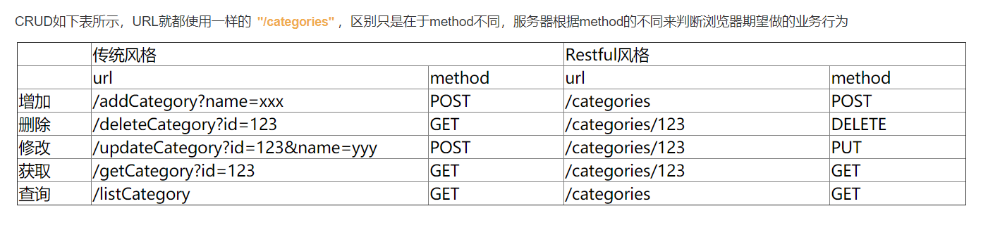 CRUD如下表所示，URL就都使用一样的 "/categories" ，区别只是在于method不同，服务器根据method的不同来判断浏览器期望做的业务行为
传统风格 Restful风格
url method url method
增加 /addCategory?name=xxx POST /categories POST
删除 /deleteCategory?id=123 GET /categories/123 DELETE
修改 /updateCategory?id=123&name=yyy POST /categories/123 PUT
获取 /getCategory?id=123 GET /categories/123 GET
查询 /listCategory GET /categories GET